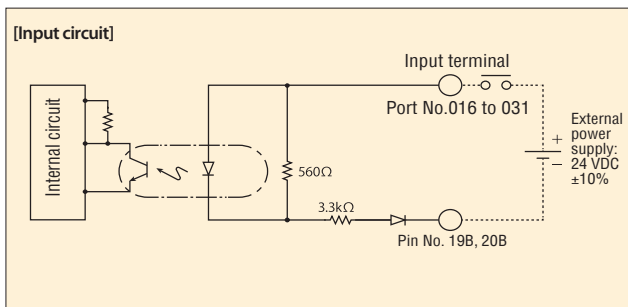 [Input circuit]
Input terminal
Internal circuit
Port No.016 to 031
External
power
supply:
24 VDC
±10%
+
−
560Ω
3.3kΩ
Pin No. 19B, 20B